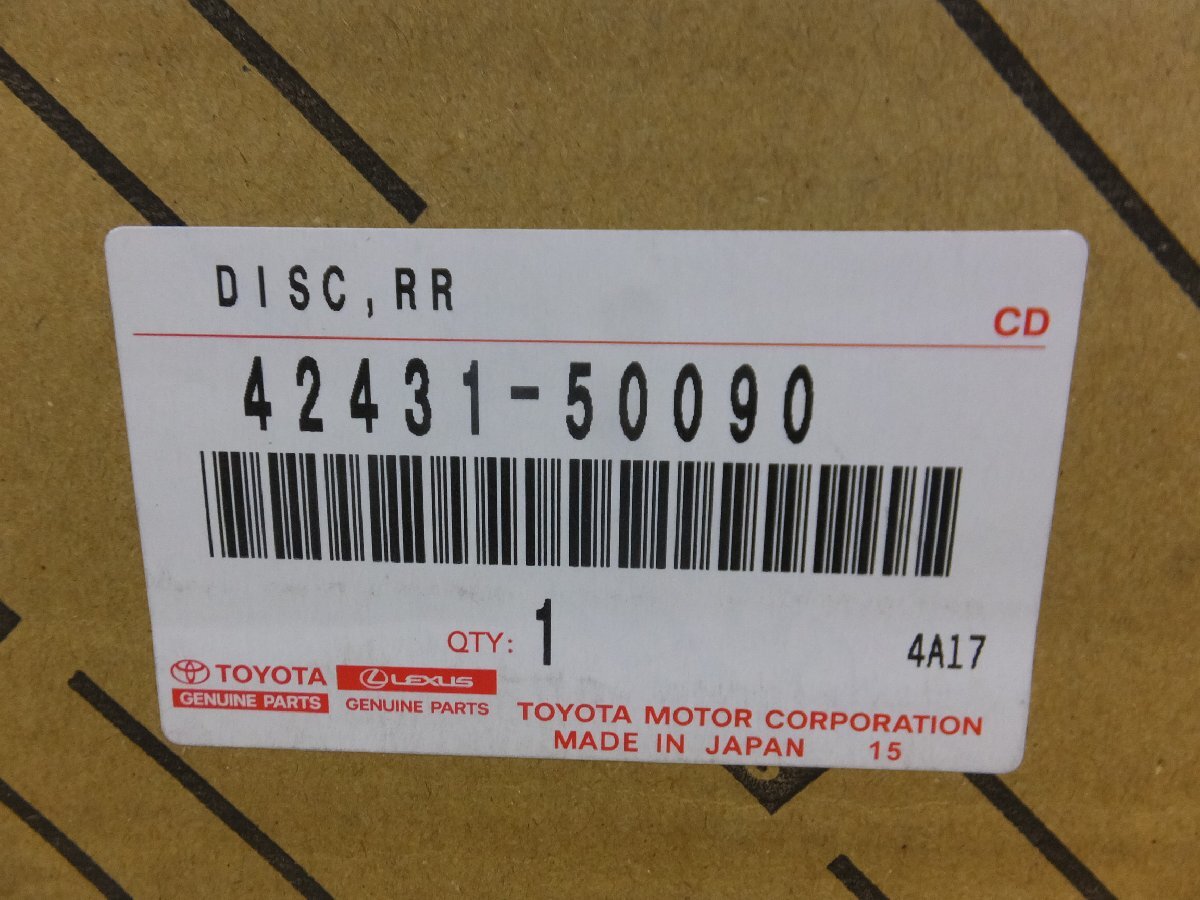 DISC,RR
CD
42431-50090
QTY: 1
4A17
TOYOTA
GENUINE PARTS
LEXUS
GENUINE PARTS
TOYOTA MOTOR CORPORATION
MADE IN JAPAN 15